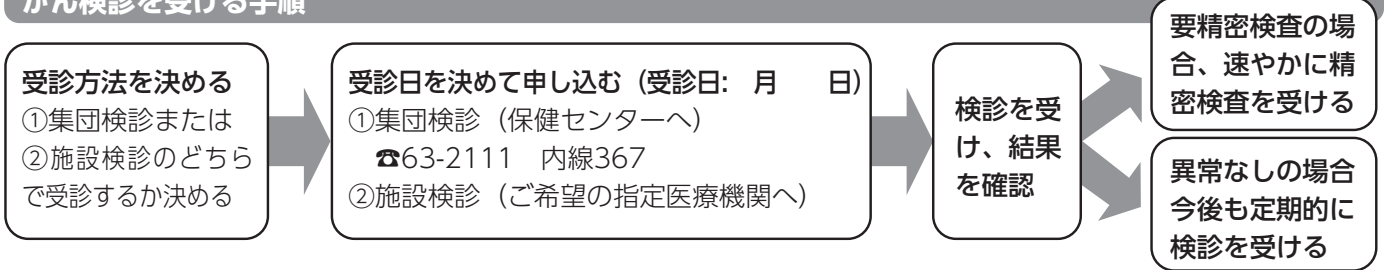 がん検診を受ける手順
受診方法を決める
①集団検診または
②施設検診のどちら
で受診するか決める
受診日を決めて申し込む（受診日:　月　　日）
①集団検診（保健センターへ）
☎63-2111　内線367
②施設検診（ご希望の指定医療機関へ）
検診を受
け、結果
を確認
要精密検査の場
合、速やかに精
密検査を受ける
異常なしの場合
今後も定期的に
検診を受ける